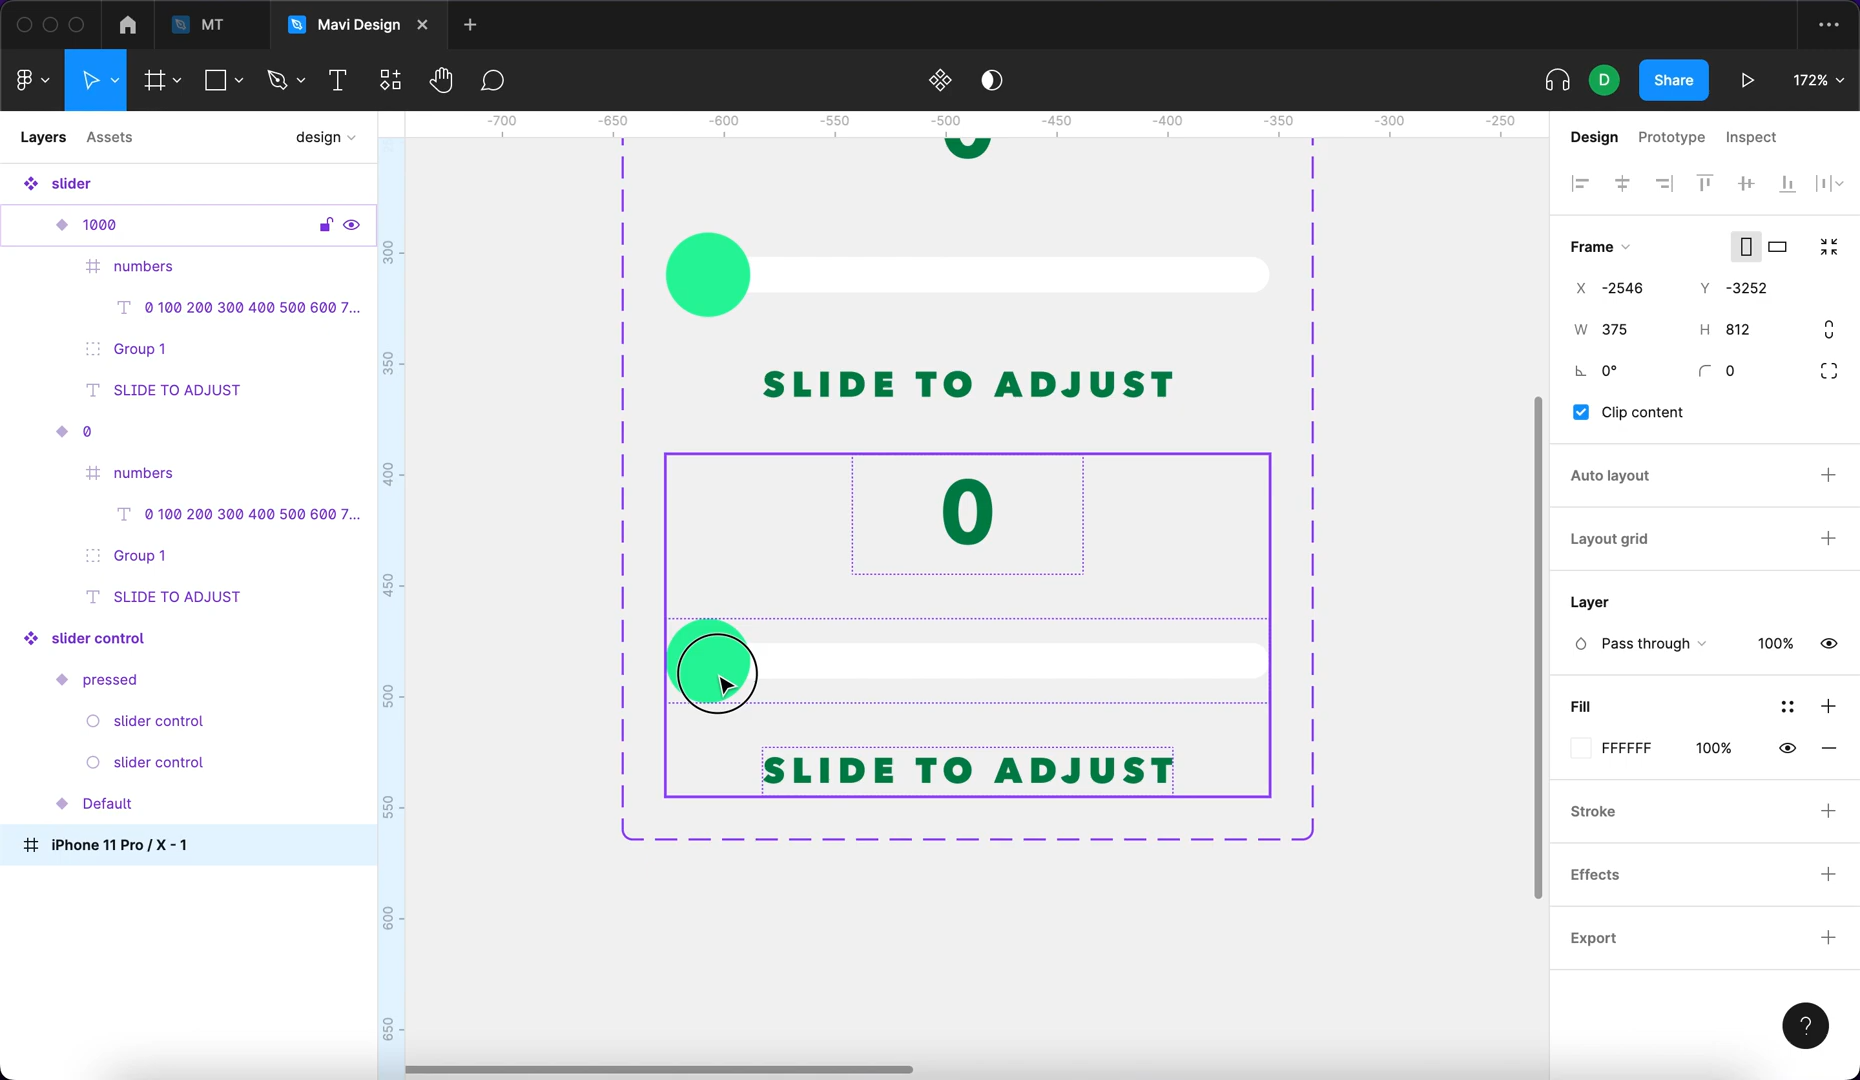 MT
Mavi Design
D
Share
172%
Layers
Assets
design
slider
1000
numbers
0 100 200 300 400 500 600 7...
Group 1
SLIDE TO ADJUST
0
numbers
0 100 200 300 400 500 600 7...
Group 1
SLIDE TO ADJUST
slider control
pressed
slider control
slider control
Default
iPhone 11 Pro / X - 1
-700
-650
-600
-550
-500
-450
-400
-350
-300
-250
300
350
400
450
500
550
600
650
SLIDE TO ADJUST
0
SLIDE TO ADJUST
Design
Prototype
Inspect
Frame
X -2546
Y -3252
W 375
H 812
0°
0
Clip content
Auto layout
Layout grid
Layer
Pass through
100%
Fill
FFFFFF
100%
Stroke
Effects
Export
?